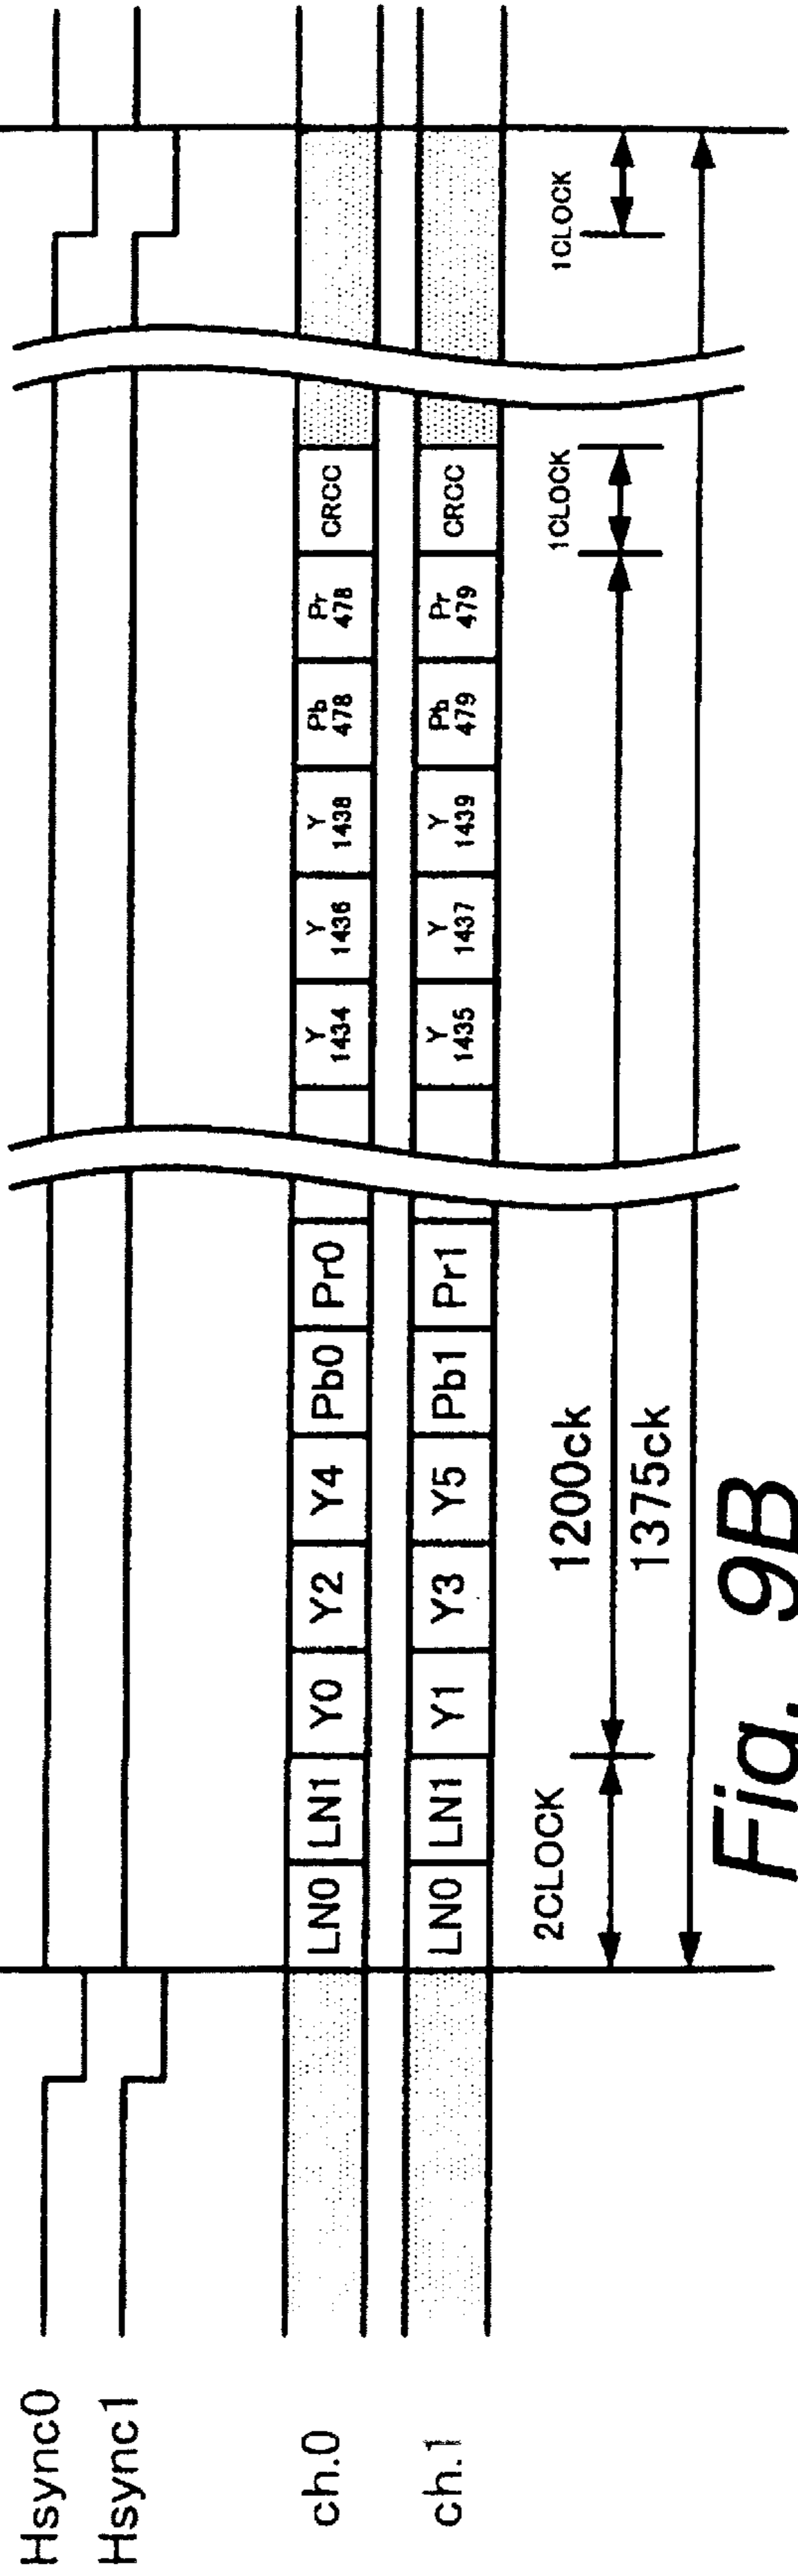 Hsync0
Hsync1
ch.0
LN0 LN1 Y0 Y2 Y4 Pb0 Pr0 Y 1434 Y 1436 Y 1438 Pb 478 Pr 478 CRCC
ch.1
LN0 LN1 Y1 Y3 Y5 Pb1 Pr1 Y 1435 Y 1437 Y 1439 Pb 479 Pr 479 CRCC
2CLOCK 1200ck 1CLOCK 1CLOCK
1375ck
Fig. 9B